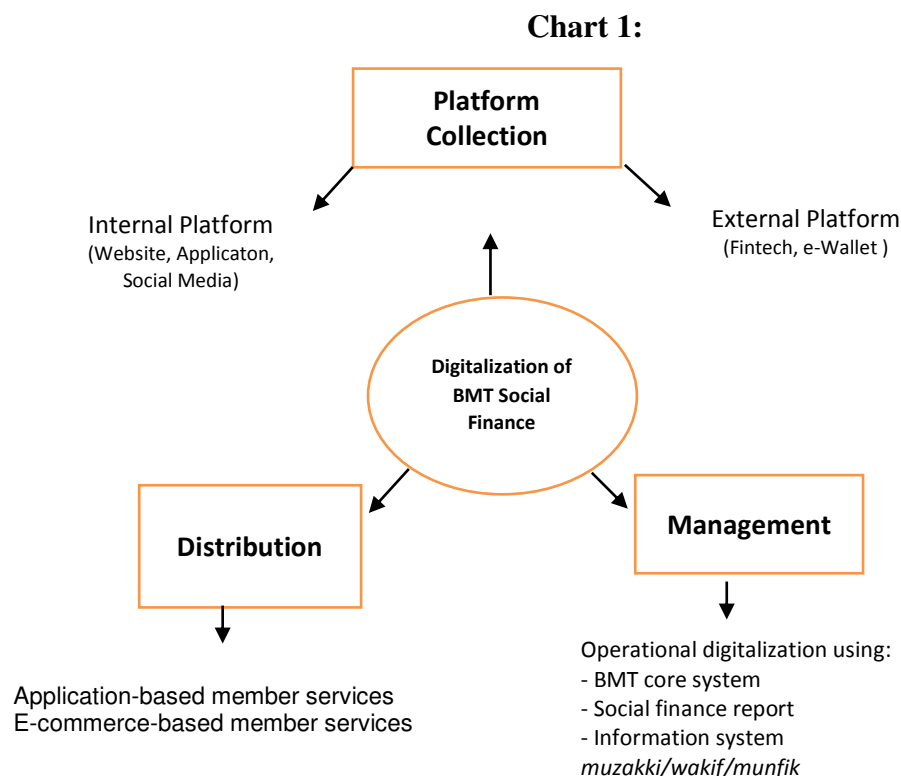 Chart 1:
Platform
Collection
Internal Platform
(Website, Applicaton,
Social Media)
External Platform
(Fintech, e-Wallet )
Digitalization of
BMT Social
Finance
Distribution
Management
Application-based member services
E-commerce-based member services
Operational digitalization using:
- BMT core system
- Social finance report
- Information system
muzakki/wakif/munfik